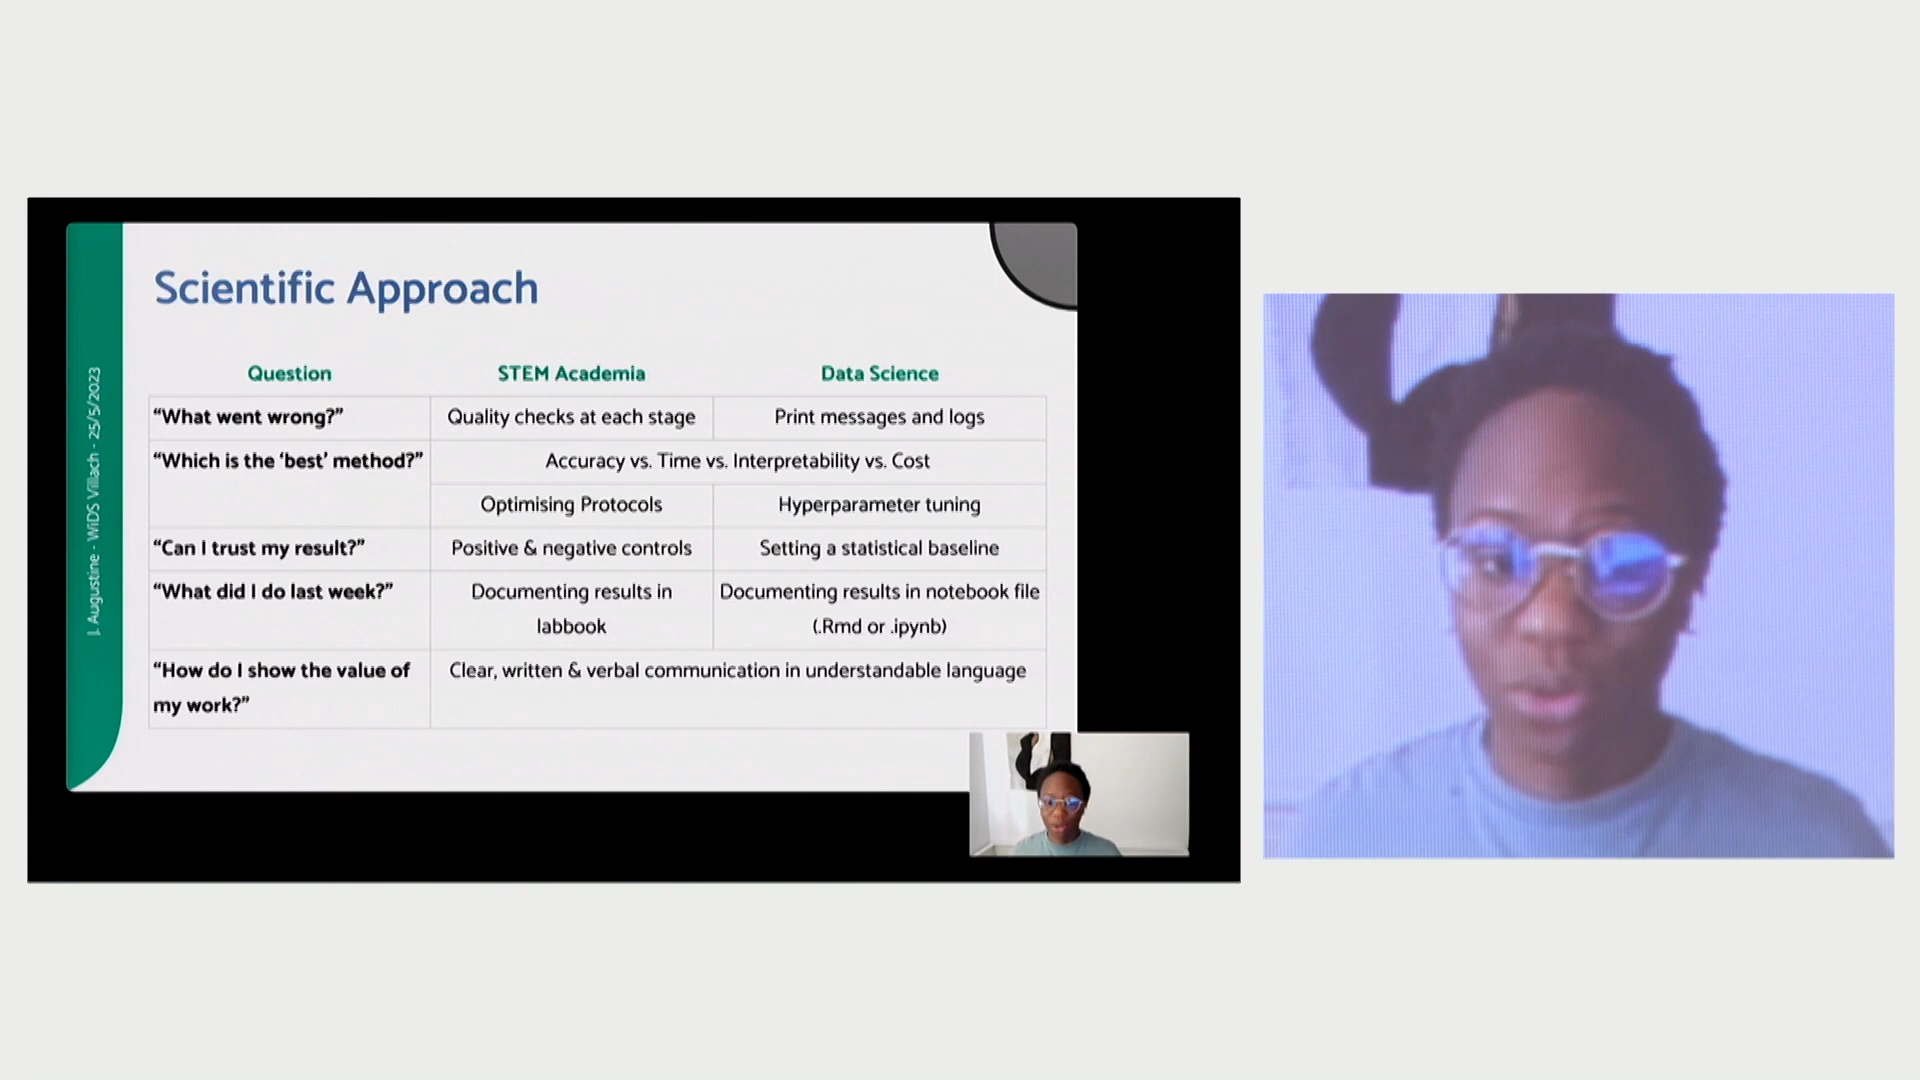 Scientific Approach
Question STEM Academia Data Science
“What went wrong?” Quality checks at each stage Print messages and logs
“Which is the ‘best’ method?” Accuracy vs. Time vs. Interpretability vs. Cost
Optimising Protocols Hyperparameter tuning
“Can I trust my result?” Positive & negative controls Setting a statistical baseline
“What did I do last week?” Documenting results in Documenting results in notebook file
labbook (.Rmd or .ipynb)
“How do I show the value of Clear, written & verbal communication in understandable language
my work?”
J. Augustine - WiDS Villach - 25/5/2023